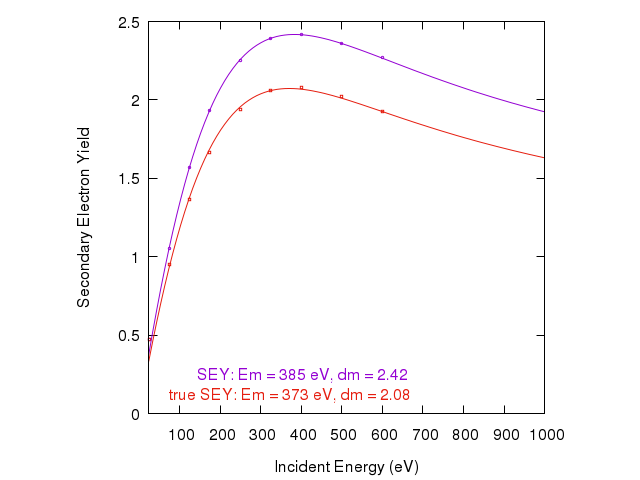 2.5
2
1.5
1
0.5
0
Secondary Electron Yield
SEY: Em = 385 eV, dm = 2.42
true SEY: Em = 373 eV, dm = 2.08
100 200 300 400 500 600 700 800 900 1000
Incident Energy (eV)